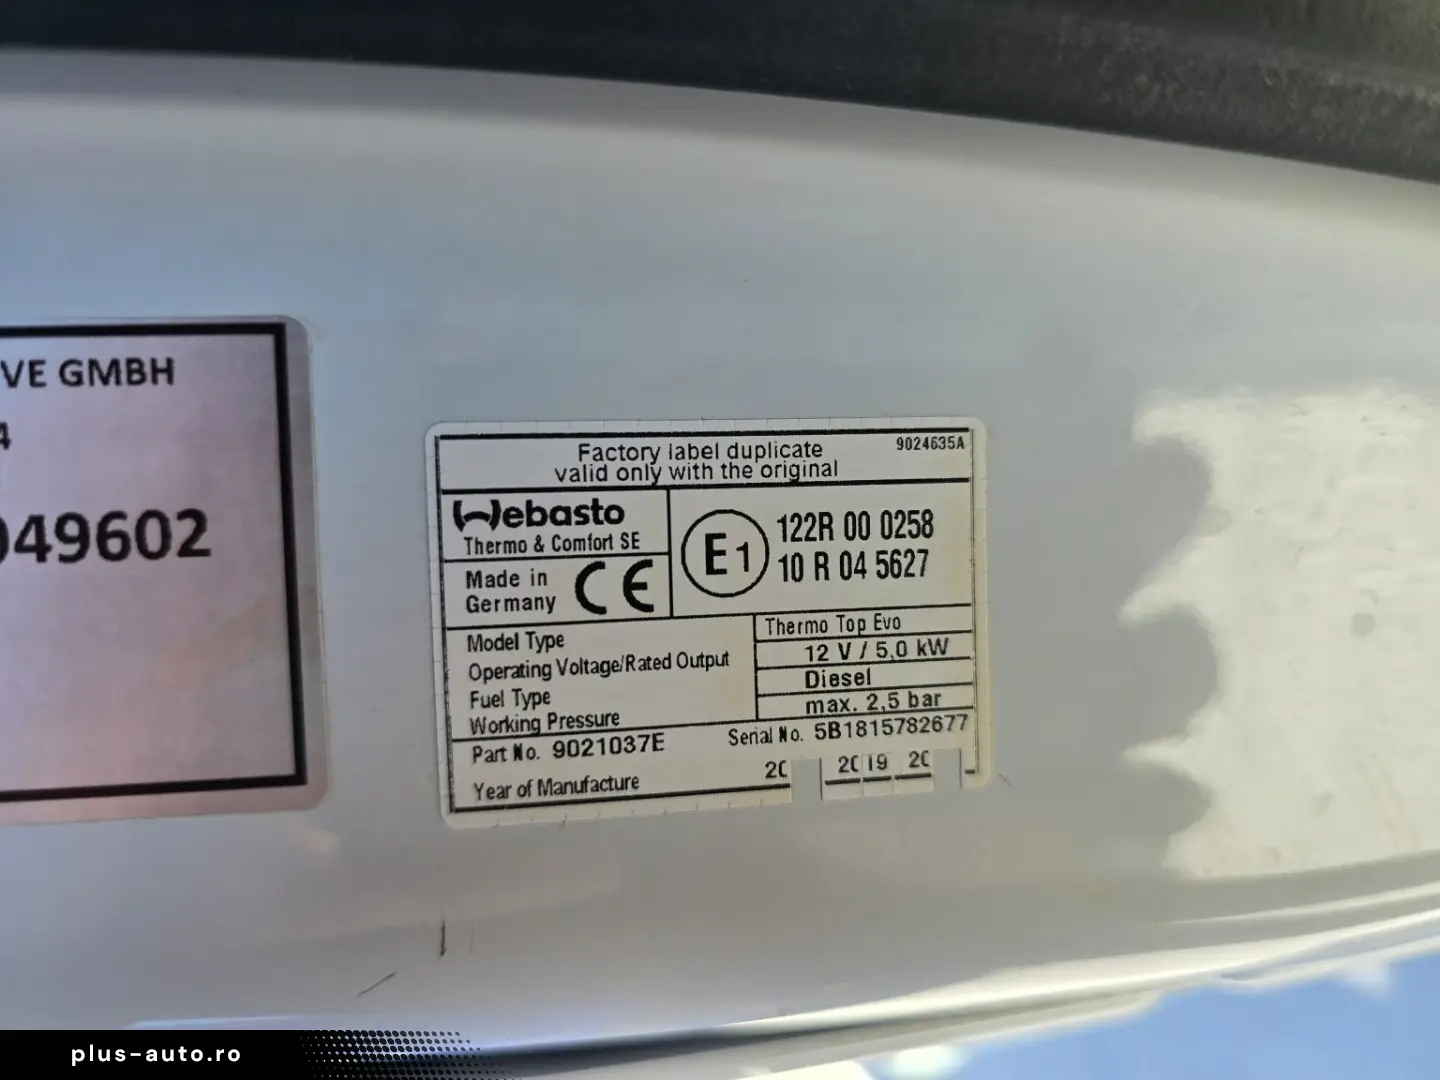 VE GMBH
4
049602
Factory label duplicate
valid only with the original
9024635A
Webasto
Thermo & Comfort SE
Made in
Germany
CE
E1
122R 00 0258
10 R 04 5627
Model Type
Thermo Top Evo
Operating Voltage/Rated Output
12 V / 5,0 kW
Fuel Type
Diesel
Working Pressure
max. 2,5 bar
Part No. 9021037E
Serial No. 5B1815782677
Year of Manufacture
2019
plus-auto.ro